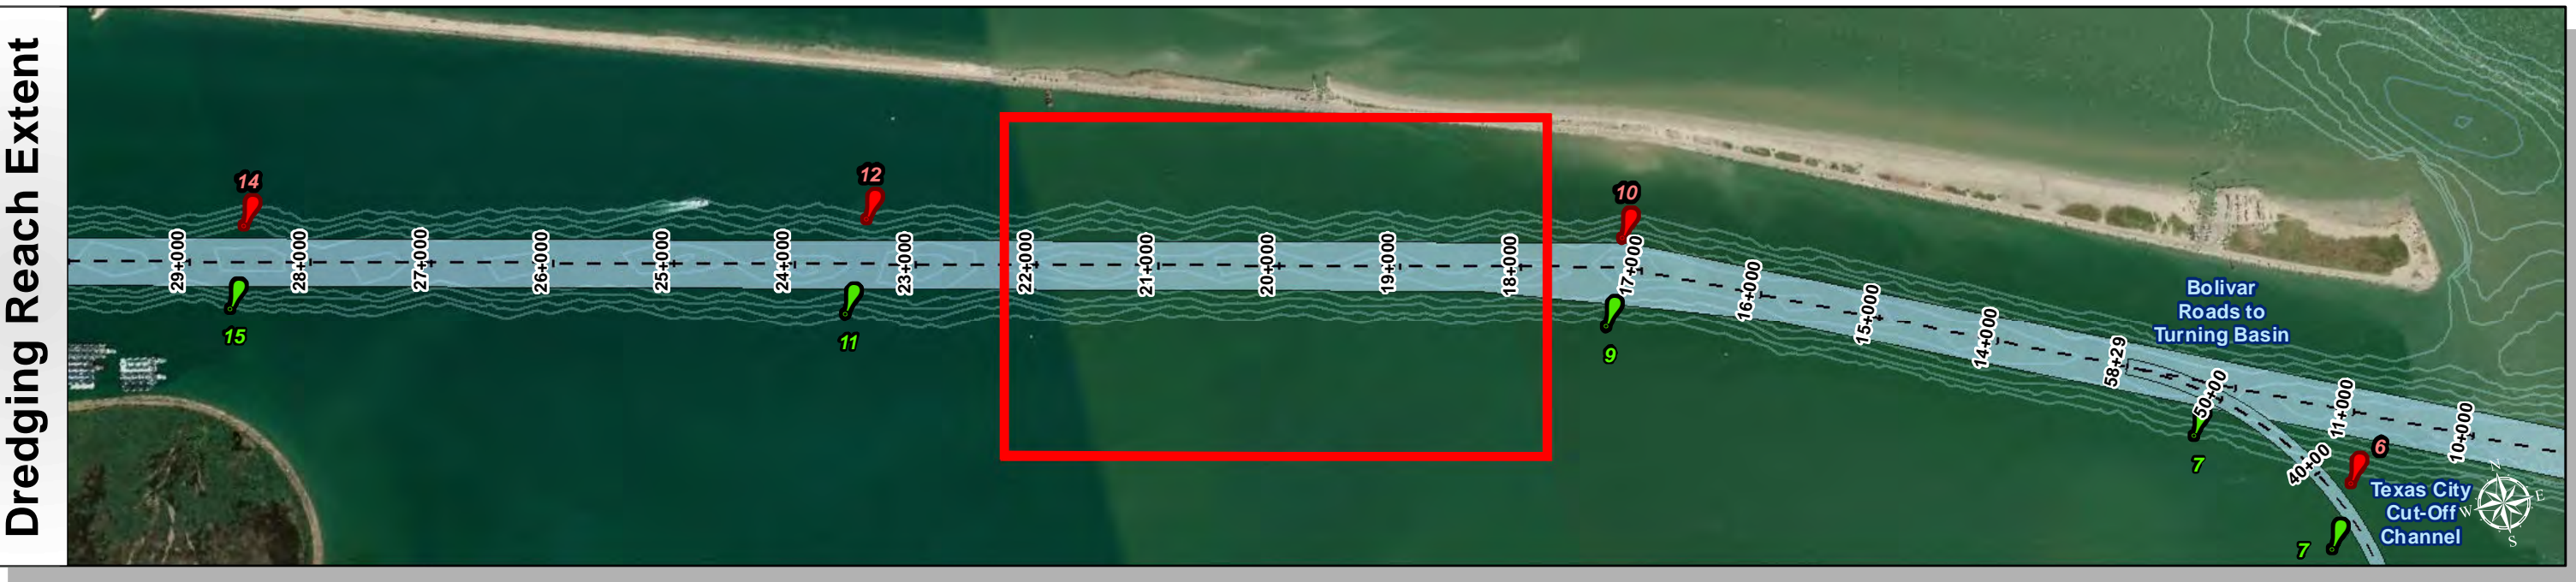 Dredging Reach Extent
14
12
10
29+000
28+000
27+000
26+000
25+000
24+000
23+000
22+000
21+000
20+000
19+000
18+000
17+000
16+000
15+000
14+000
58+29
50+00
11+000
10+000
40+00
15
11
9
7
6
7
Bolivar
Roads to
Turning Basin
Texas City
Cut-Off
Channel
N
E
W
S